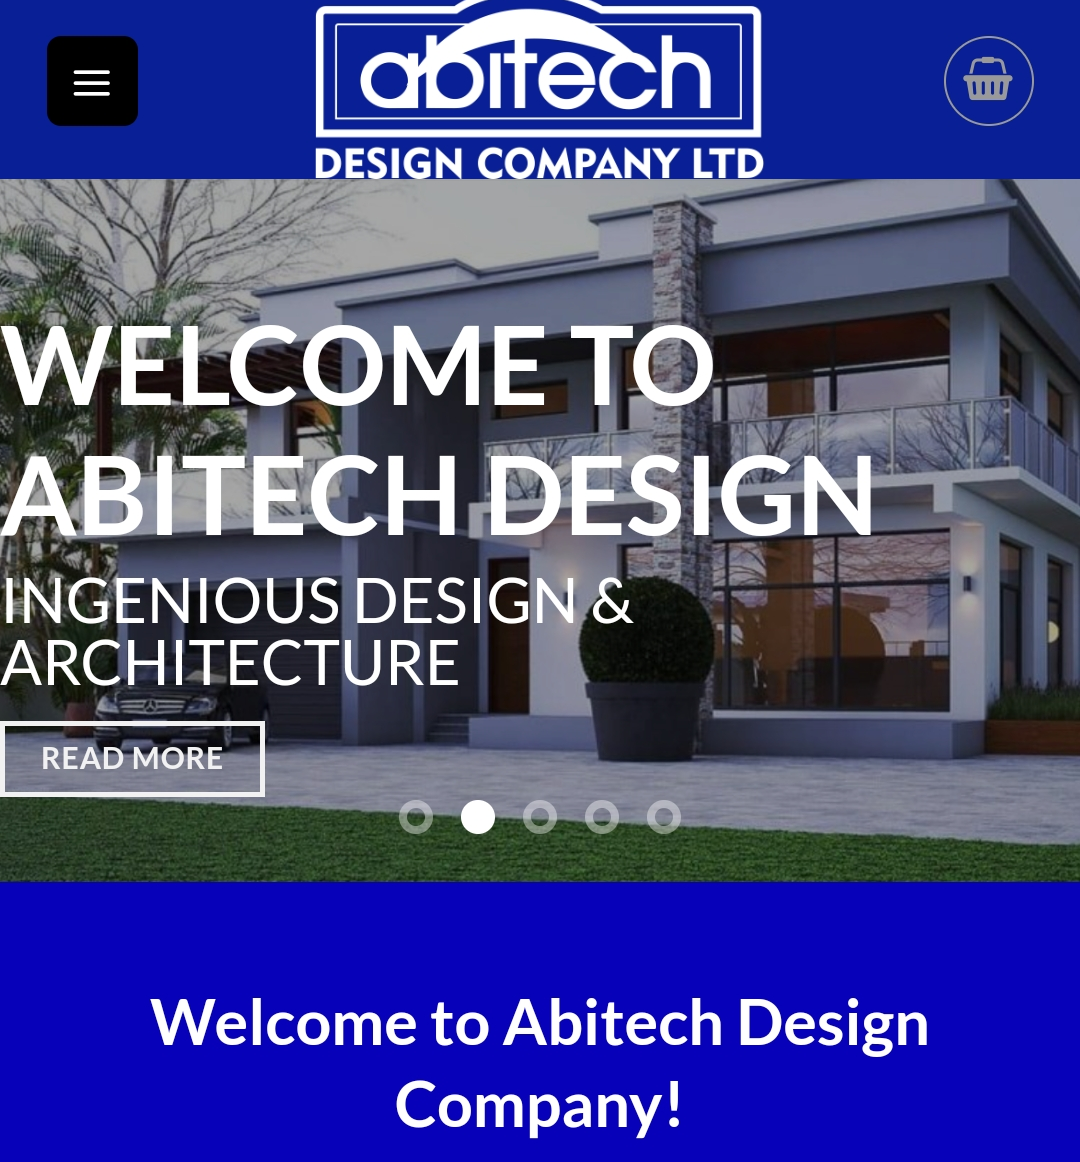 abitech
DESIGN COMPANY LTD
WELCOME TO
ABITECH DESIGN
INGENIOUS DESIGN &
ARCHITECTURE
READ MORE
Welcome to Abitech Design
Company!